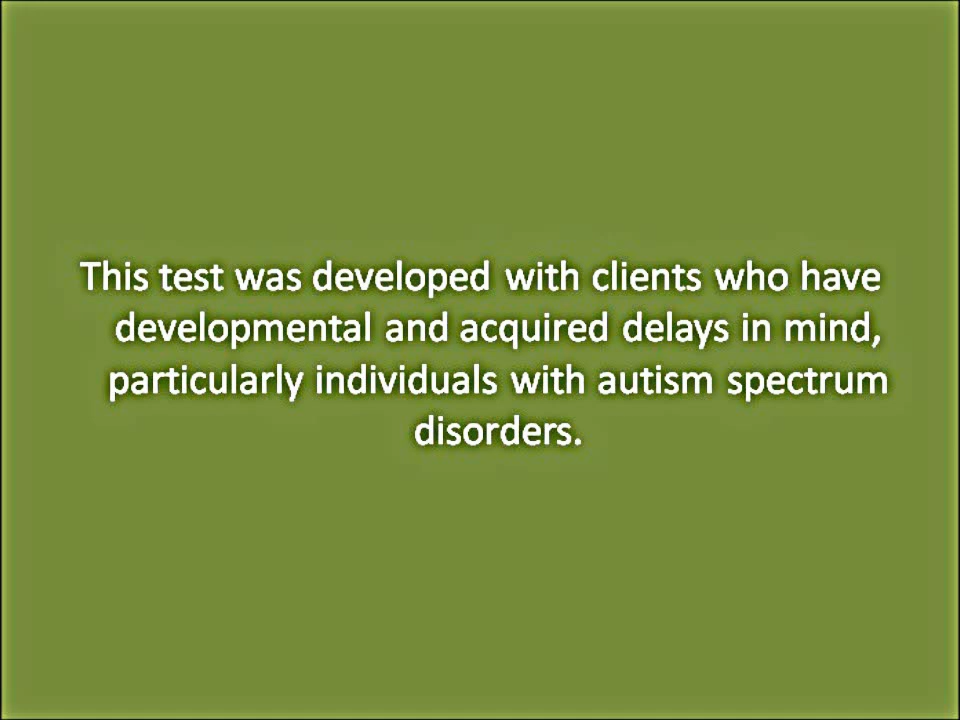 This test was developed with clients who have
developmental and acquired delays in mind,
particularly individuals with autism spectrum
disorders.